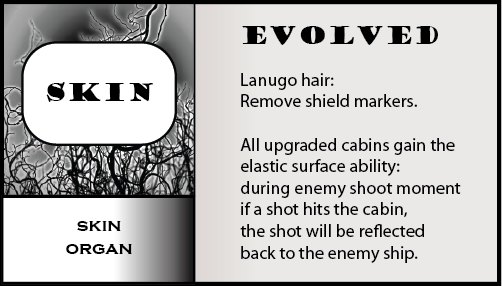 SKIN
SKIN
ORGAN
EVOLVED
Lanugo hair:
Remove shield markers.
All upgraded cabins gain the
elastic surface ability:
during enemy shoot moment
if a shot hits the cabin,
the shot will be reflected
back to the enemy ship.